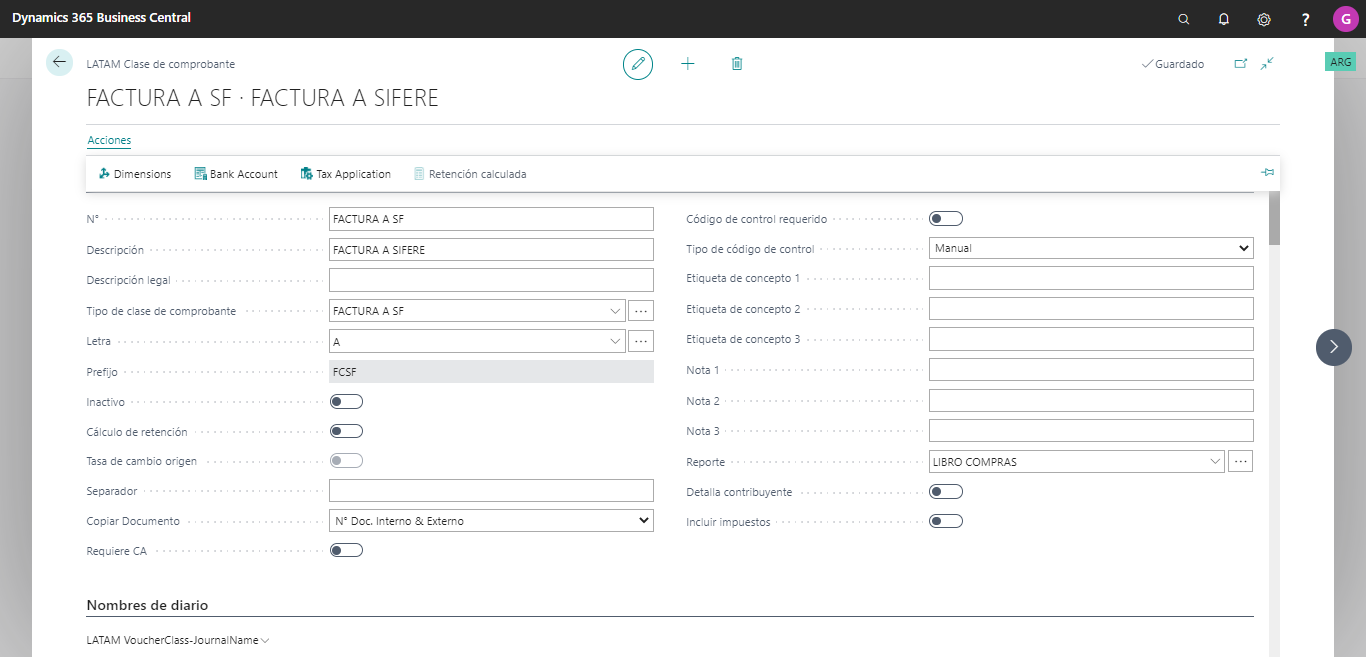 Dynamics 365 Business Central
?
G
LATAM Clase de comprobante
Guardado
ARG
FACTURA A SF · FACTURA A SIFERE
Acciones
Dimensions
Bank Account
Tax Application
Retención calculada
N°
FACTURA A SF
Descripción
FACTURA A SIFERE
Descripción legal
Tipo de clase de comprobante
FACTURA A SF
Letra
A
Prefijo
FCSF
Inactivo
Cálculo de retención
Tasa de cambio origen
Separador
Copiar Documento
N° Doc. Interno & Externo
Requiere CA
Código de control requerido
Tipo de código de control
Manual
Etiqueta de concepto 1
Etiqueta de concepto 2
Etiqueta de concepto 3
Nota 1
Nota 2
Nota 3
Reporte
LIBRO COMPRAS
Detalla contribuyente
Incluir impuestos
Nombres de diario
LATAM VoucherClass-JournalName